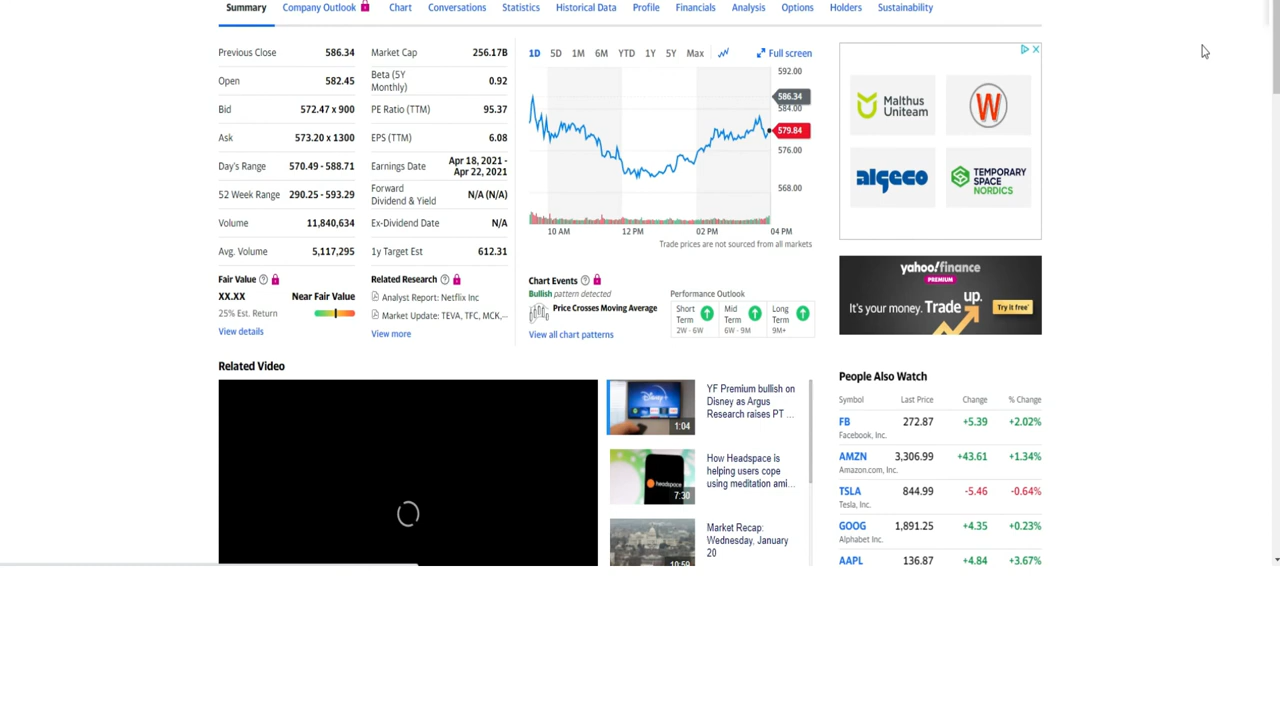 Summary Company Outlook Chart Conversations Statistics Historical Data Profile Financials Analysis Options Holders Sustainability
Previous Close 586.34
Open 582.45
Bid 572.47 x 900
Ask 573.20 x 1300
Day's Range 570.49 - 588.71
52 Week Range 290.25 - 593.29
Volume 11,840,634
Avg. Volume 5,117,295
Market Cap 256.17B
Beta (5Y
Monthly) 0.92
PE Ratio (TTM) 95.37
EPS (TTM) 6.08
Earnings Date Apr 18, 2021 -
Apr 22, 2021
Forward
Dividend & Yield N/A (N/A)
Ex-Dividend Date N/A
1y Target Est 612.31
1D 5D 1M 6M YTD 1Y 5Y Max Full screen
592.00
586.34
584.00
579.84
576.00
568.00
10 AM 12 PM 02 PM 04 PM
Trade prices are not sourced from all markets
Fair Value
XX.XX Near Fair Value
25% Est. Return
View details
Related Research
Analyst Report: Netflix Inc
Market Update: TEVA, TFC, MCK,...
View more
Chart Events
Bullish pattern detected
Price Crosses Moving Average
View all chart patterns
Performance Outlook
Short
Term
2W - 6W
Mid
Term
6W - 9M
Long
Term
9M+
Malthus
Uniteam
W
algeco
TEMPORARY
SPACE
NORDICS
yahoo!finance
PREMIUM
It's your money. Trade up.
Try it free*
Related Video
YF Premium bullish on
Disney as Argus
Research raises PT ...
1:04
Disney+
How Headspace is
helping users cope
using meditation ami...
headspace
7:30
Market Recap:
Wednesday, January
20
10:59
People Also Watch
Symbol Last Price Change % Change
FB 272.87 +5.39 +2.02%
Facebook, Inc.
AMZN 3,306.99 +43.61 +1.34%
Amazon.com, Inc.
TSLA 844.99 -5.46 -0.64%
Tesla, Inc.
GOOG 1,891.25 +4.35 +0.23%
Alphabet Inc.
AAPL 136.87 +4.84 +3.67%